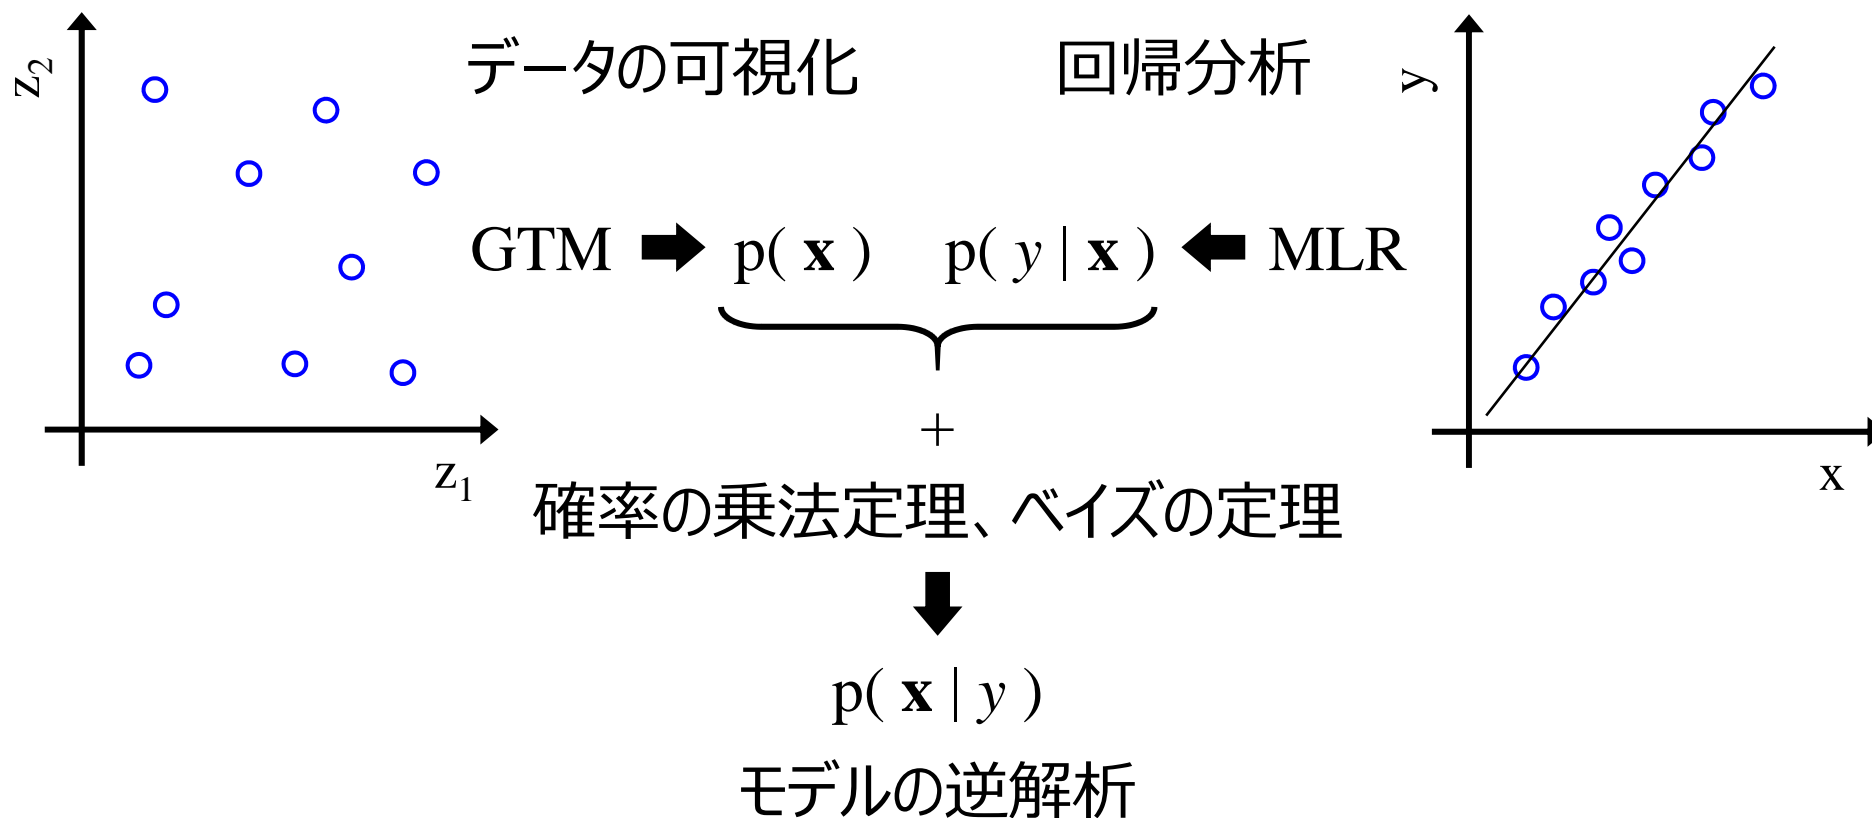 データの可視化
回帰分析
z2
y
GTM p( x ) p( y | x ) MLR
+
z1
x
確率の乗法定理、ベイズの定理
p( x | y )
モデルの逆解析